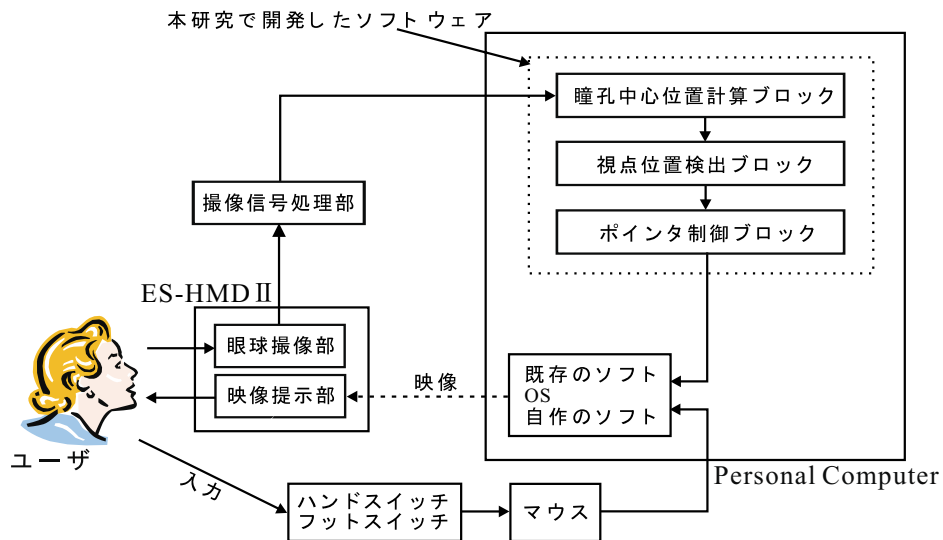 本研究で開発したソフトウェア
瞳孔中心位置計算ブロック
視点位置検出ブロック
撮像信号処理部
ポインタ制御ブロック
ES-HMDⅡ
眼球撮像部
映像提示部
映像
既存のソフト
OS
自作のソフト
ユーザ
入力
Personal Computer
ハンドスイッチ
フットスイッチ
マウス